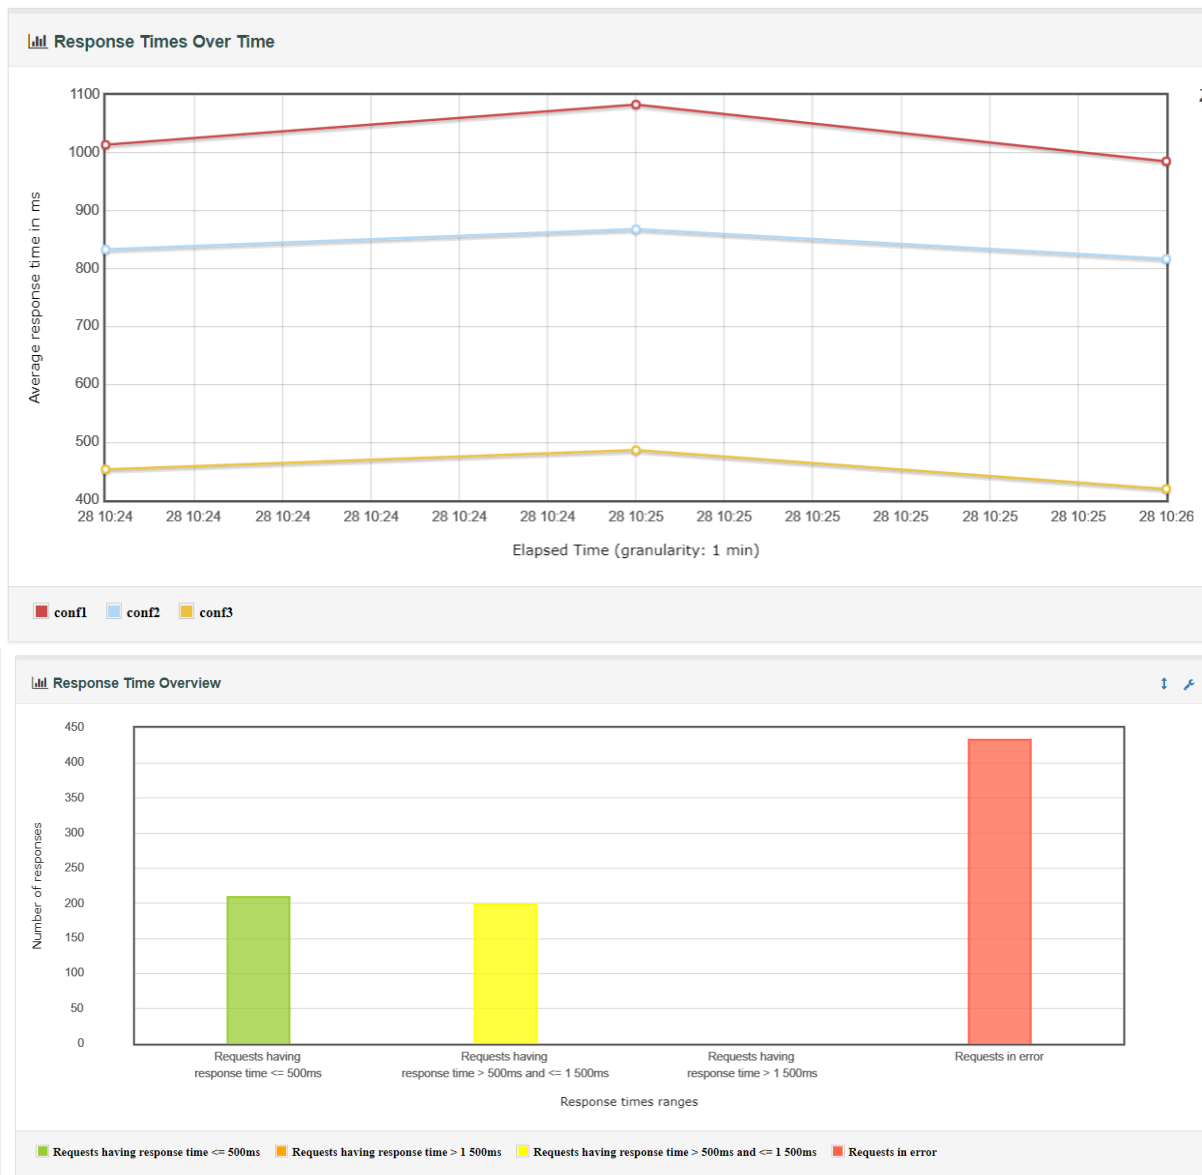 Response Times Over Time
1100
1000
900
800
700
600
500
400
Average response time in ms
28 10:24 28 10:24 28 10:24 28 10:24 28 10:24 28 10:24 28 10:25 28 10:25 28 10:25 28 10:25 28 10:25 28 10:25 28 10:26
Elapsed Time (granularity: 1 min)
conf1 conf2 conf3
Response Time Overview
450
400
350
300
250
200
150
100
50
0
Number of responses
Requests having
response time <= 500ms
Requests having
response time > 500ms and <= 1 500ms
Requests having
response time > 1 500ms
Requests in error
Response times ranges
Requests having response time <= 500ms Requests having response time > 1 500ms Requests having response time > 500ms and <= 1 500ms Requests in error